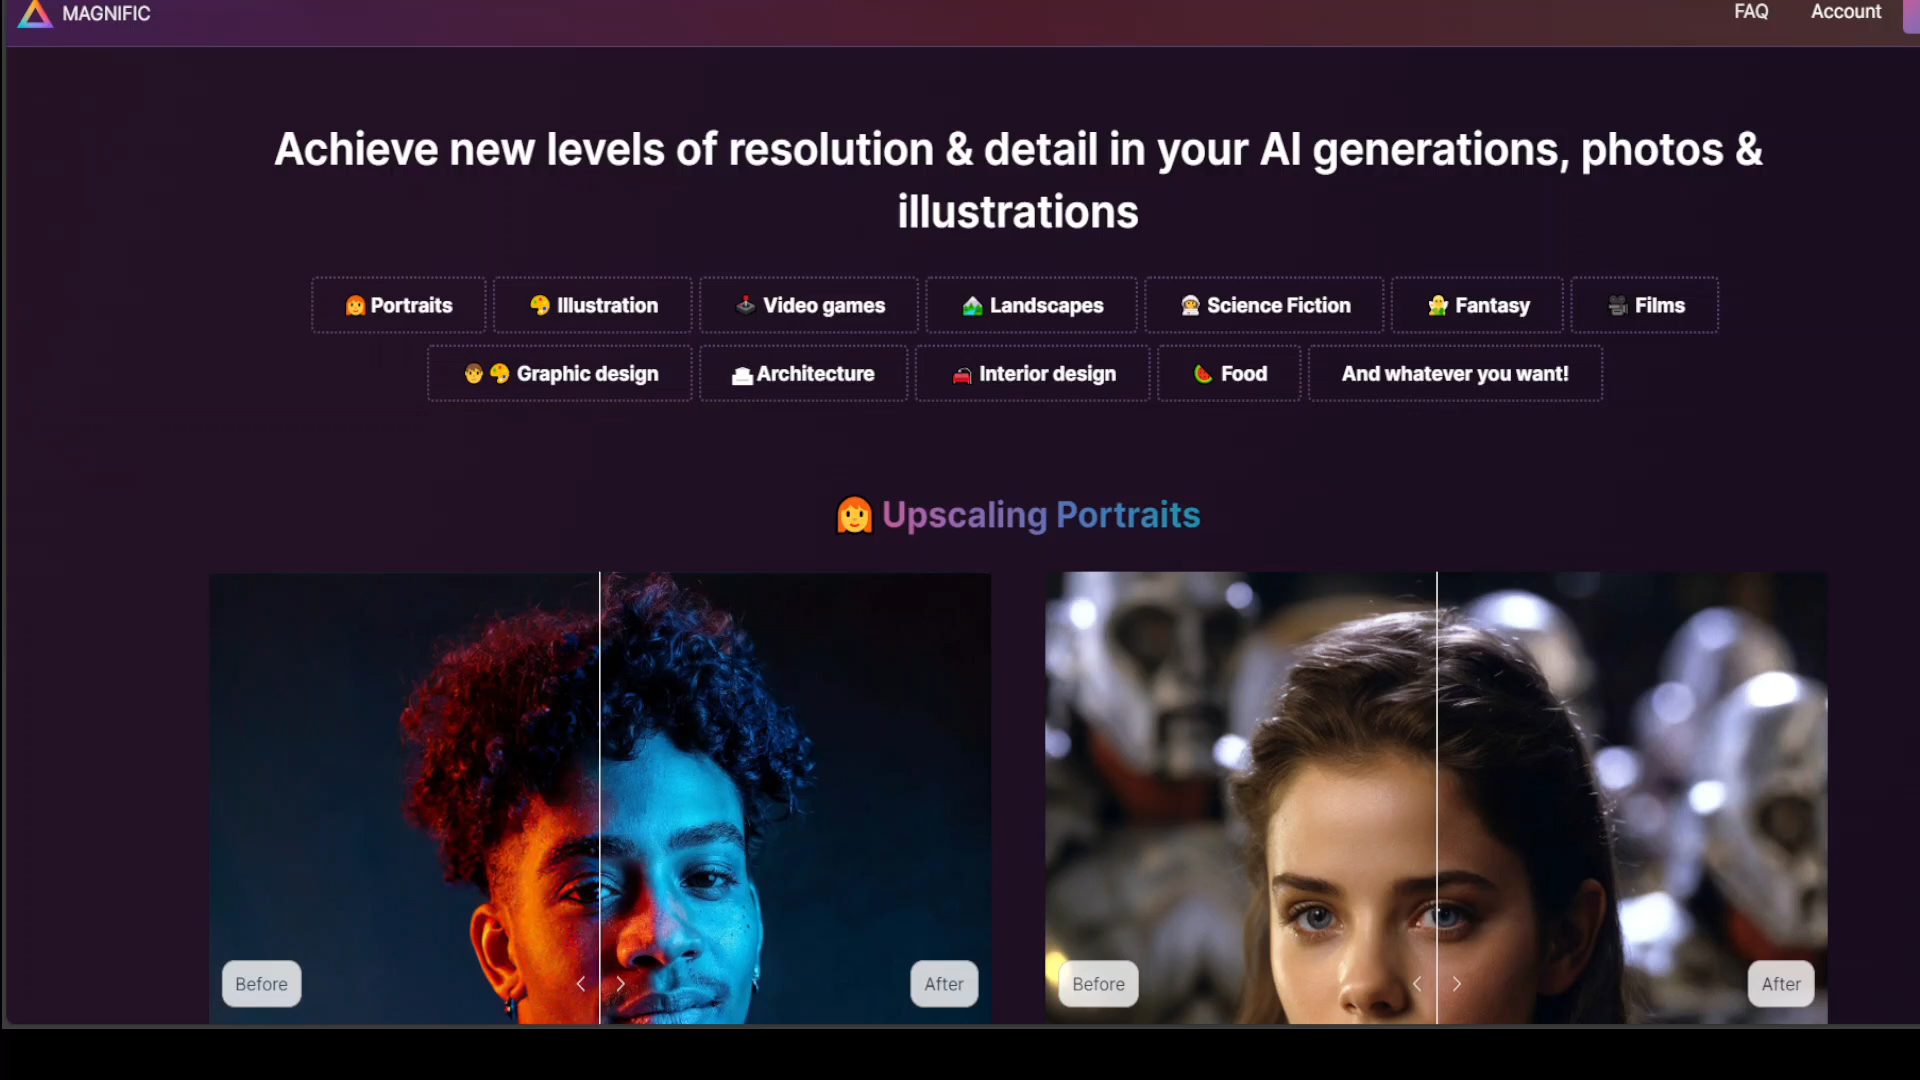 MAGNIFIC
FAQ
Account
Achieve new levels of resolution & detail in your AI generations, photos &
illustrations
Portraits
Illustration
Video games
Landscapes
Science Fiction
Fantasy
Films
Graphic design
Architecture
Interior design
Food
And whatever you want!
Upscaling Portraits
Before
After
Before
After